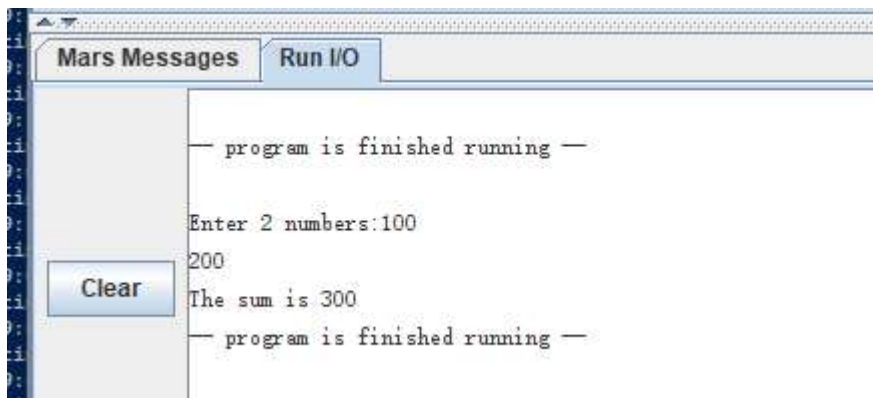 Mars Messages Run I/O
— program is finished running —
Enter 2 numbers:100
200
Clear
The sum is 300
— program is finished running —